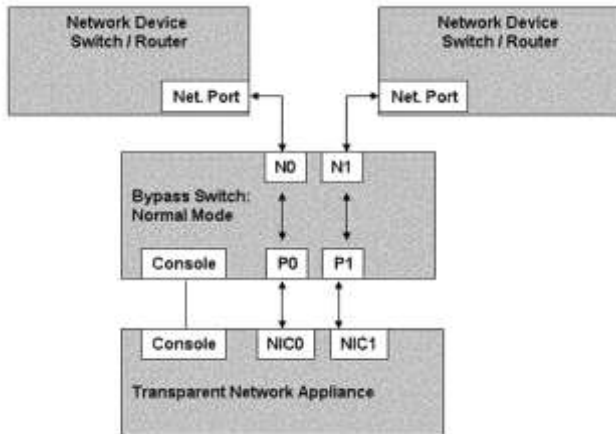 Network Device
Switch / Router
Network Device
Switch / Router
Net. Port
Net. Port
N0
N1
Bypass Switch:
Normal Mode
Console
P0
P1
Console
NIC0
NIC1
Transparent Network Appliance